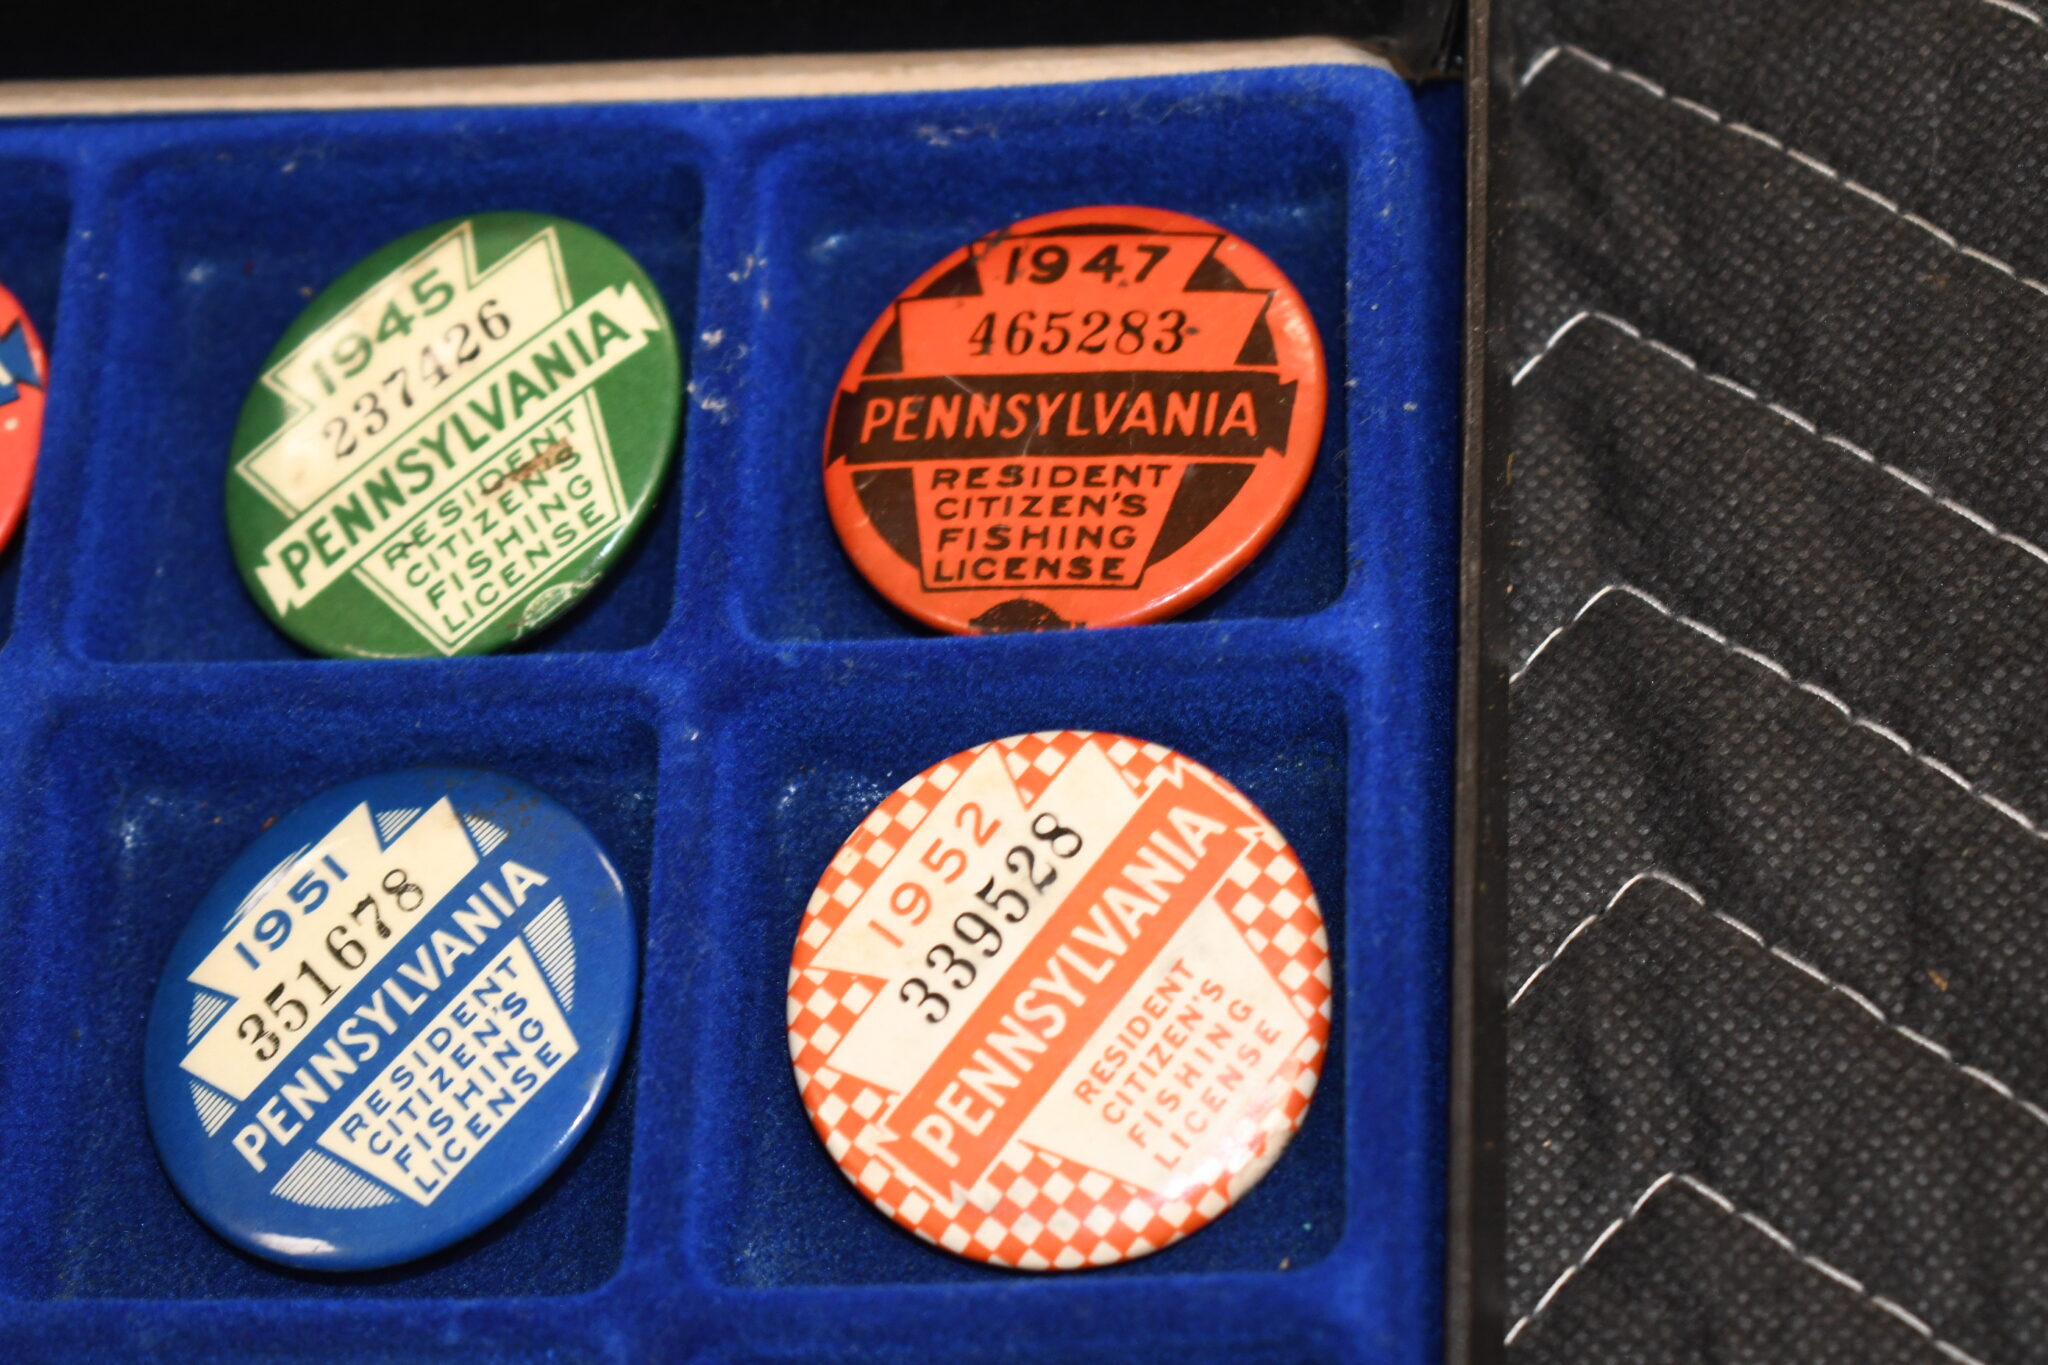 1945
237426
PENNSYLVANIA
RESIDENT
CITIZEN'S
FISHING
LICENSE
1947
465283
PENNSYLVANIA
RESIDENT
CITIZEN'S
FISHING
LICENSE
1951
351678
PENNSYLVANIA
RESIDENT
CITIZEN'S
FISHING
LICENSE
1952
339528
PENNSYLVANIA
RESIDENT
CITIZEN'S
FISHING
LICENSE